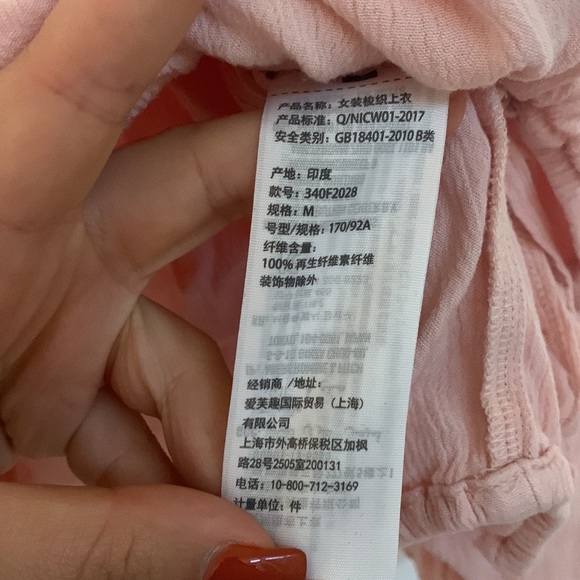 产品名称：女装梭织上衣
产品标准：Q/NICW01-2017
安全类别：GB18401-2010 B类
产地：印度
款号：340F2028
规格：M
号型/规格：170/92A
纤维含量：
100% 再生纤维素纤维
装饰物除外
经销商 /地址：
爱芙趣国际贸易（上海）
有限公司
上海市外高桥保税区加枫
路28号2505室200131
电话：10-800-712-3169
计量单位：件